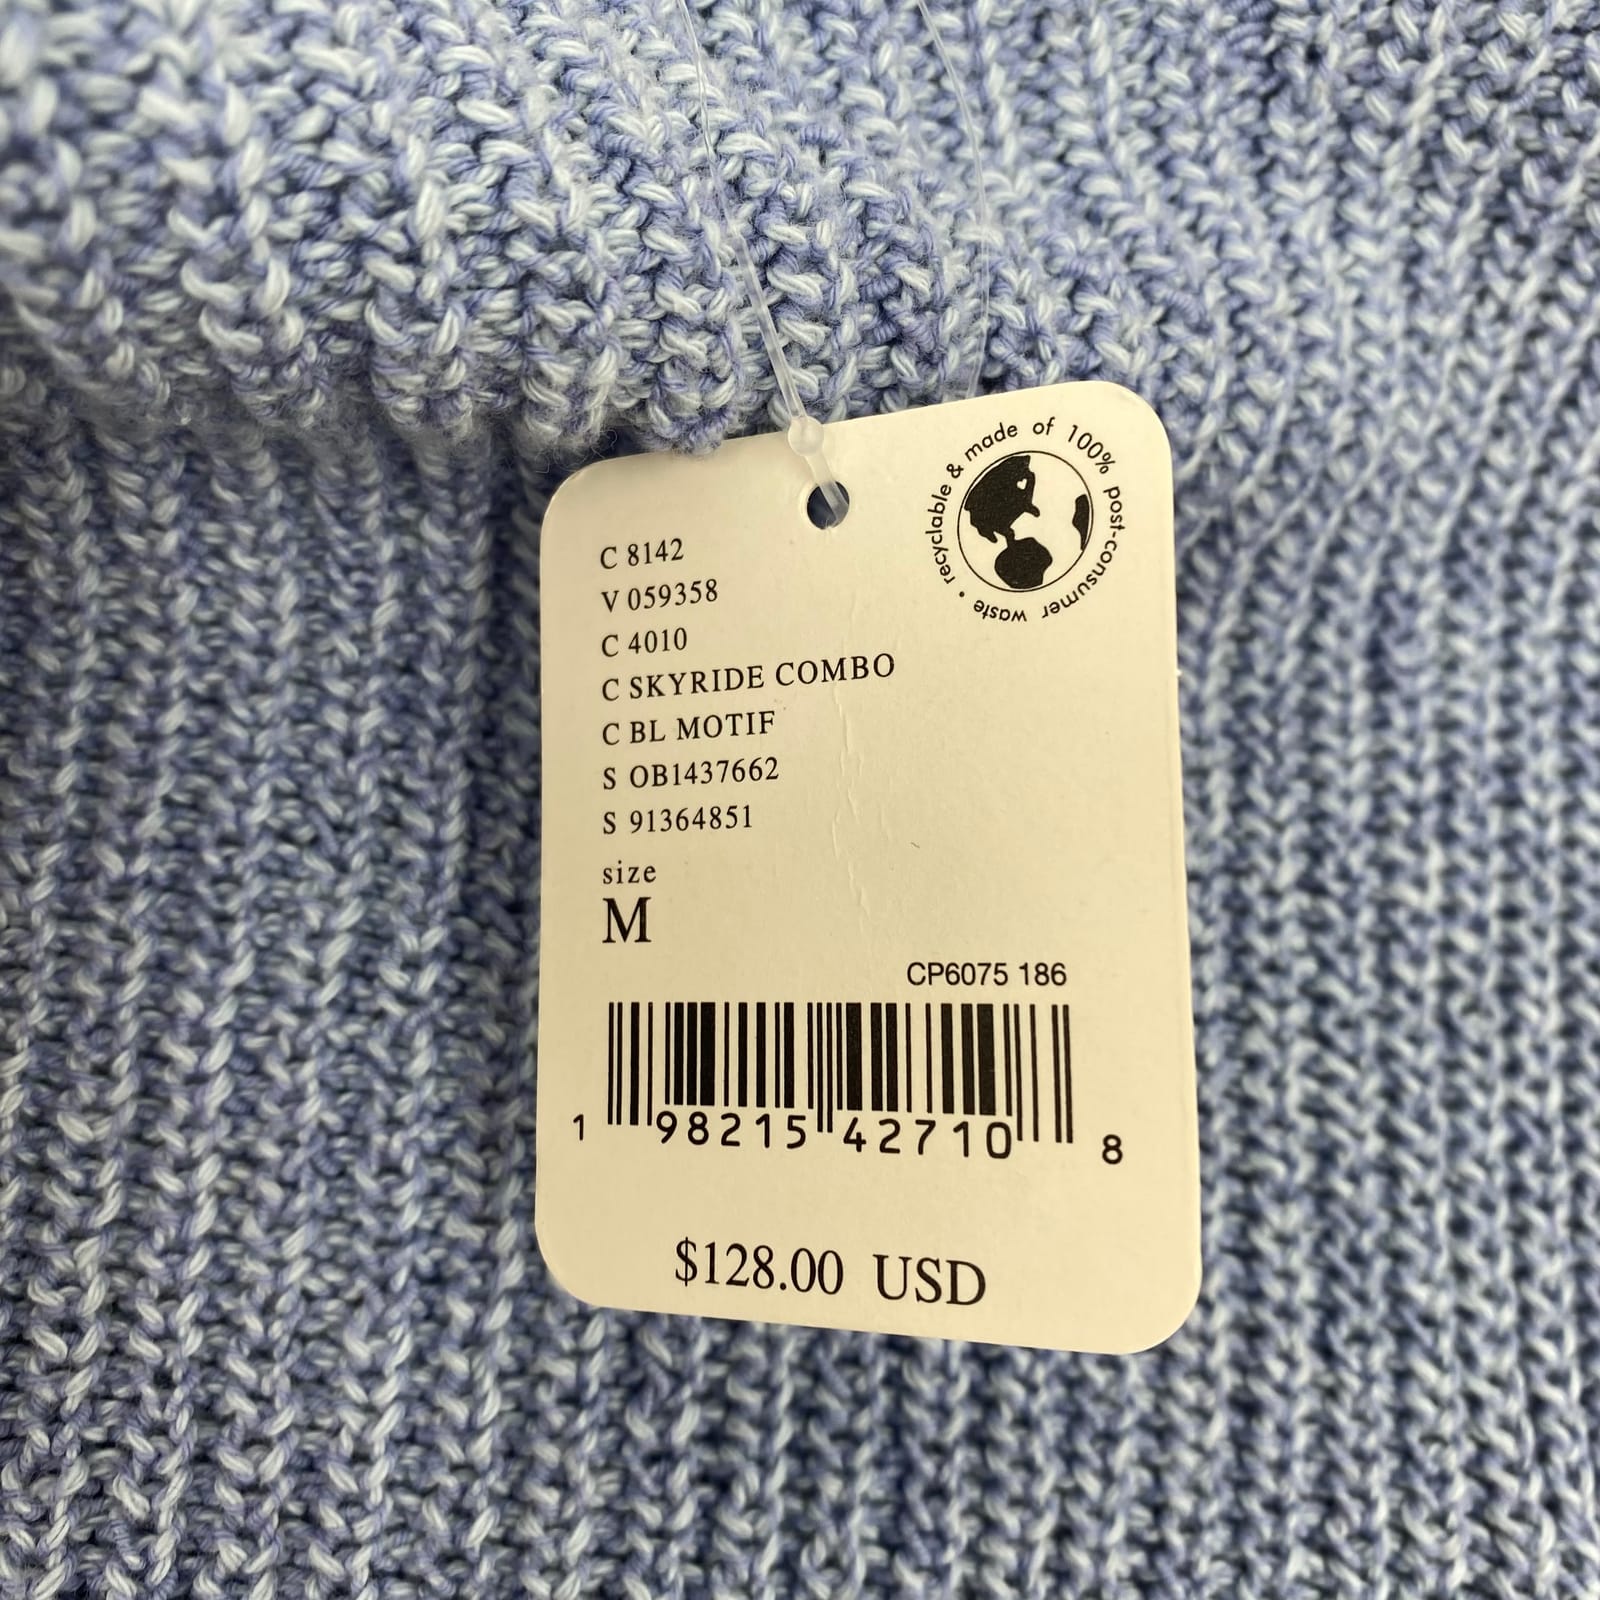 recyclable & made of 100% post-consumer waste •
C 8142
V 059358
C 4010
C SKYRIDE COMBO
C BL MOTIF
S OB1437662
S 91364851
size
M
CP6075 186
1 98215 42710 8
$128.00 USD